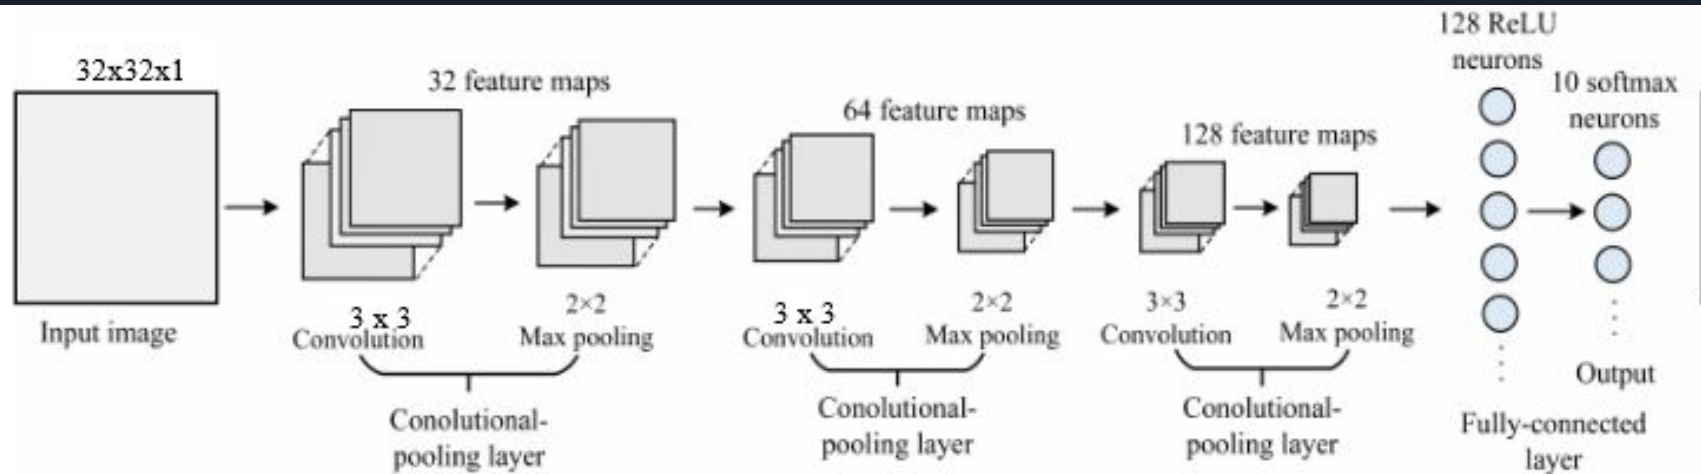 32x32x1
Input image
32 feature maps
3 x 3
Convolution
2×2
Max pooling
Conolutional-
pooling layer
64 feature maps
3 x 3
Convolution
2×2
Max pooling
Conolutional-
pooling layer
128 feature maps
3×3
Convolution
2×2
Max pooling
Conolutional-
pooling layer
128 ReLU
neurons
10 softmax
neurons
Output
Fully-connected
layer